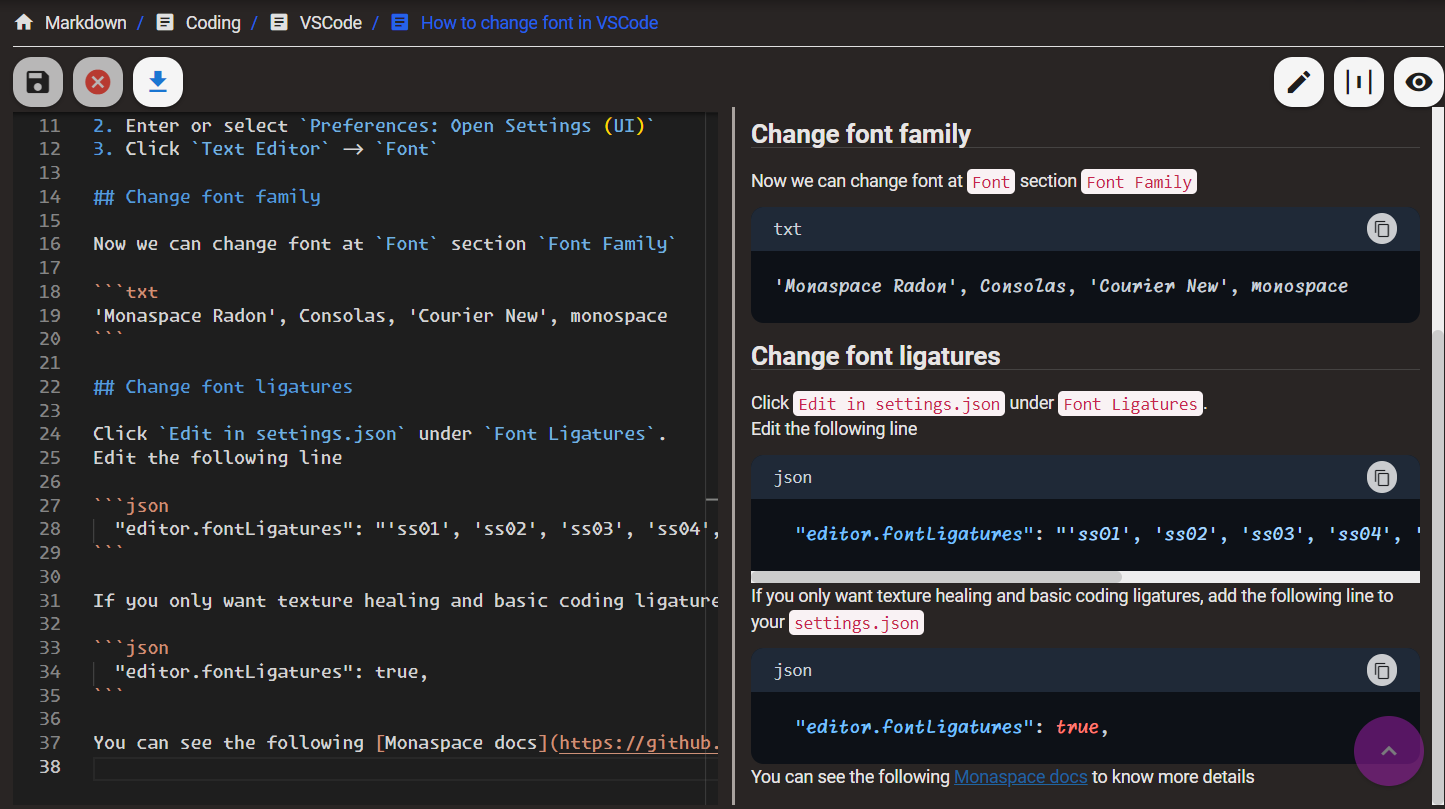 Markdown / Coding / VSCode / How to change font in VSCode
11 2. Enter or select `Preferences: Open Settings (UI)`
12 3. Click `Text Editor` -> `Font`
13
14 ## Change font family
15
16 Now we can change font at `Font` section `Font Family`
17
18 ```txt
19 'Monaspace Radon', Consolas, 'Courier New', monospace
20 ```
21
22 ## Change font ligatures
23
24 Click `Edit in settings.json` under `Font Ligatures`.
25 Edit the following line
26
27 ```json
28 "editor.fontLigatures": "'ss01', 'ss02', 'ss03', 'ss04',
29 ```
30
31 If you only want texture healing and basic coding ligature
32
33 ```json
34 "editor.fontLigatures": true,
35 ```
36
37 You can see the following [Monaspace docs](https://github.
38
Change font family
Now we can change font at Font section Font Family
txt
'Monaspace Radon', Consolas, 'Courier New', monospace
Change font ligatures
Click Edit in settings.json under Font Ligatures.
Edit the following line
json
"editor.fontLigatures": "'ss01', 'ss02', 'ss03', 'ss04', '
If you only want texture healing and basic coding ligatures, add the following line to
your settings.json
json
"editor.fontLigatures": true,
You can see the following Monaspace docs to know more details